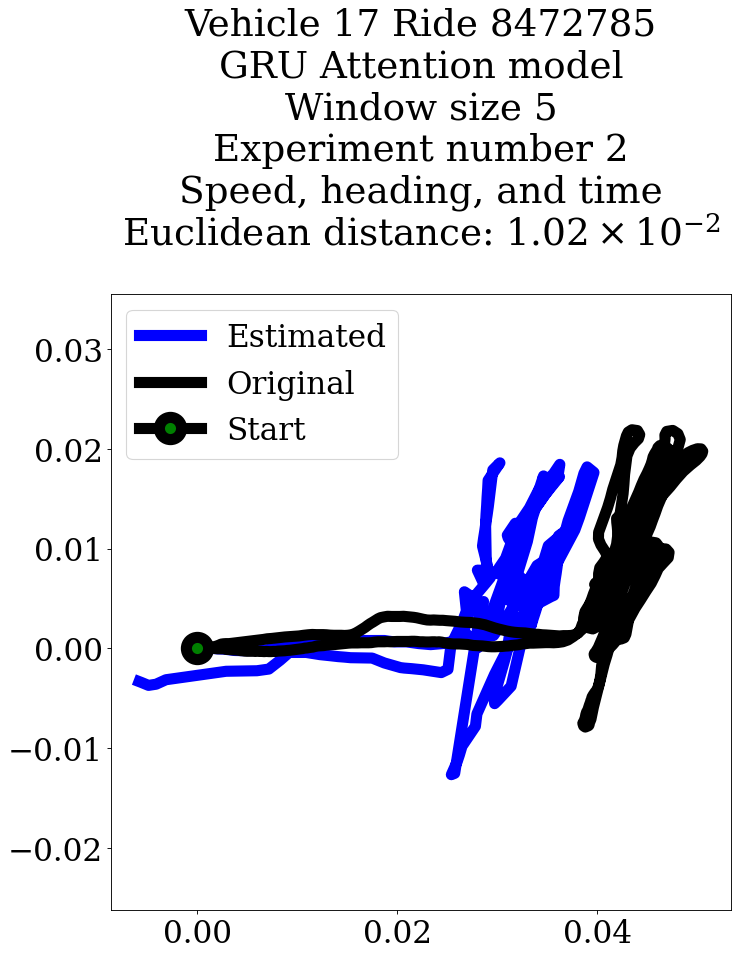 Vehicle 17 Ride 8472785
GRU Attention model
Window size 5
Experiment number 2
Speed, heading, and time
Euclidean distance: 1.02 × 10⁻²
Estimated
Original
Start
0.03
0.02
0.01
0.00
−0.01
−0.02
0.00 0.02 0.04